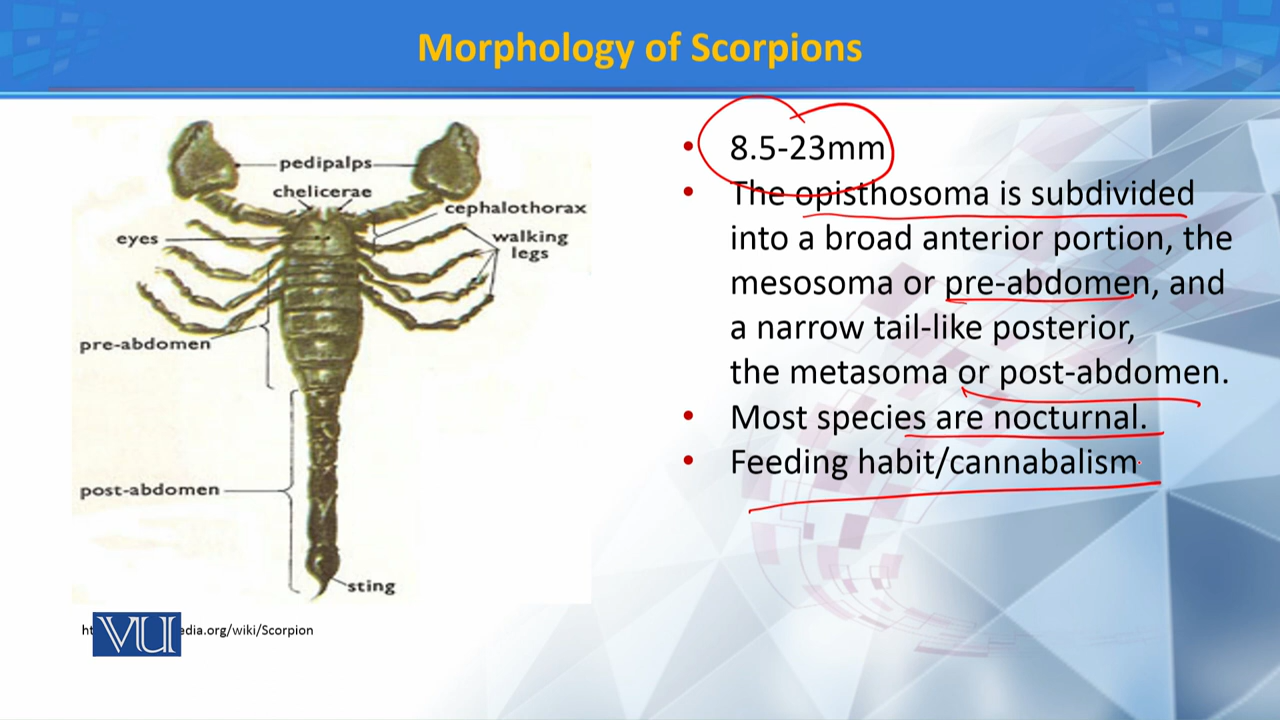 Morphology of Scorpions
pedipalps
chelicerae
cephalothorax
eyes
walking
legs
pre-abdomen
post-abdomen
sting
• 8.5-23mm
• The opisthosoma is subdivided
into a broad anterior portion, the
mesosoma or pre-abdomen, and
a narrow tail-like posterior,
the metasoma or post-abdomen.
• Most species are nocturnal.
• Feeding habit/cannabalism
VU
edia.org/wiki/Scorpion